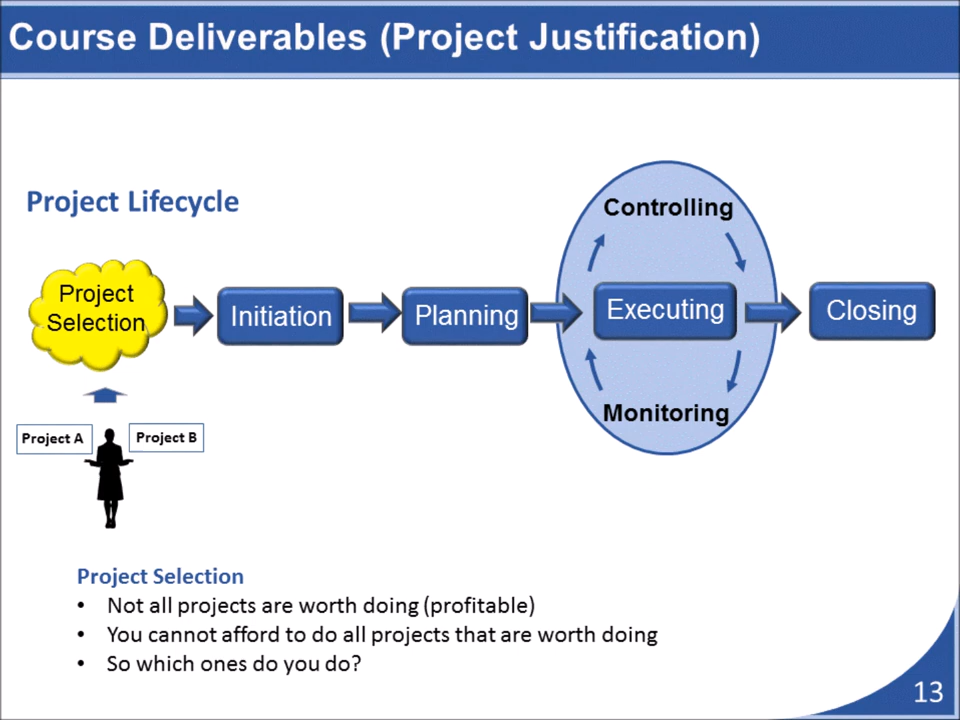 Course Deliverables (Project Justification)
Project Lifecycle
Project
Selection
Initiation
Planning
Controlling
Executing
Monitoring
Closing
Project A
Project B
Project Selection
• Not all projects are worth doing (profitable)
• You cannot afford to do all projects that are worth doing
• So which ones do you do?
13